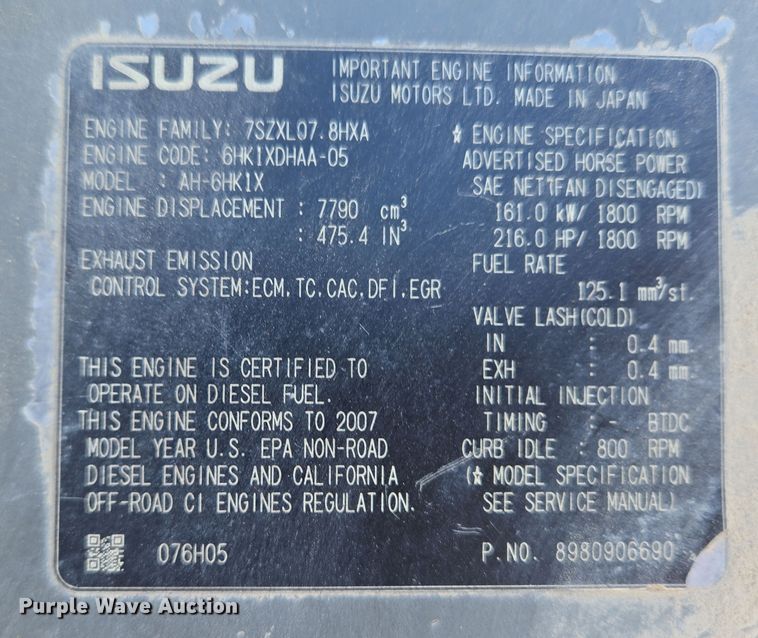 ISUZU
IMPORTANT ENGINE INFORMATION
ISUZU MOTORS LTD. MADE IN JAPAN
ENGINE FAMILY: 7SZXL07.8HXA
ENGINE CODE: 6HK1XDHAA-05
MODEL : AH-6HK1X
ENGINE DISPLACEMENT : 7790 cm³
: 475.4 IN³
EXHAUST EMISSION
CONTROL SYSTEM:ECM,TC,CAC,DFI,EGR
THIS ENGINE IS CERTIFIED TO
OPERATE ON DIESEL FUEL.
THIS ENGINE CONFORMS TO 2007
MODEL YEAR U.S. EPA NON-ROAD
DIESEL ENGINES AND CALIFORNIA
OFF-ROAD CI ENGINES REGULATION.
076H05
☆ ENGINE SPECIFICATION
ADVERTISED HORSE POWER
SAE NET(FAN DISENGAGED)
161.0 kW/ 1800 RPM
216.0 HP/ 1800 RPM
FUEL RATE
125.1 mm³/st.
VALVE LASH(COLD)
IN : 0.4 mm.
EXH : 0.4 mm.
INITIAL INJECTION
TIMING : BTDC
CURB IDLE : 800 RPM
(☆ MODEL SPECIFICATION
SEE SERVICE MANUAL)
P.NO. 8980906690
Purple Wave Auction